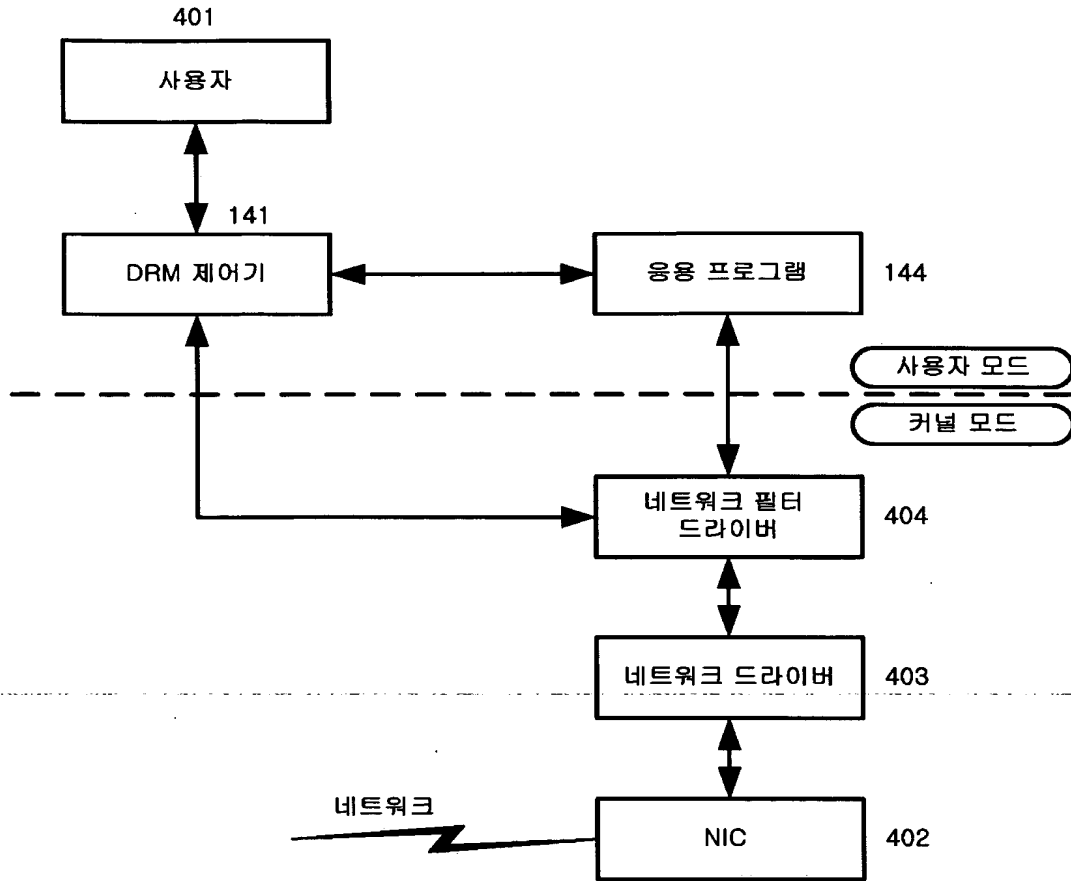 401
사용자
141
DRM 제어기
응용 프로그램
144
사용자 모드
커널 모드
네트워크 필터
드라이버
404
네트워크 드라이버
403
네트워크
NIC
402